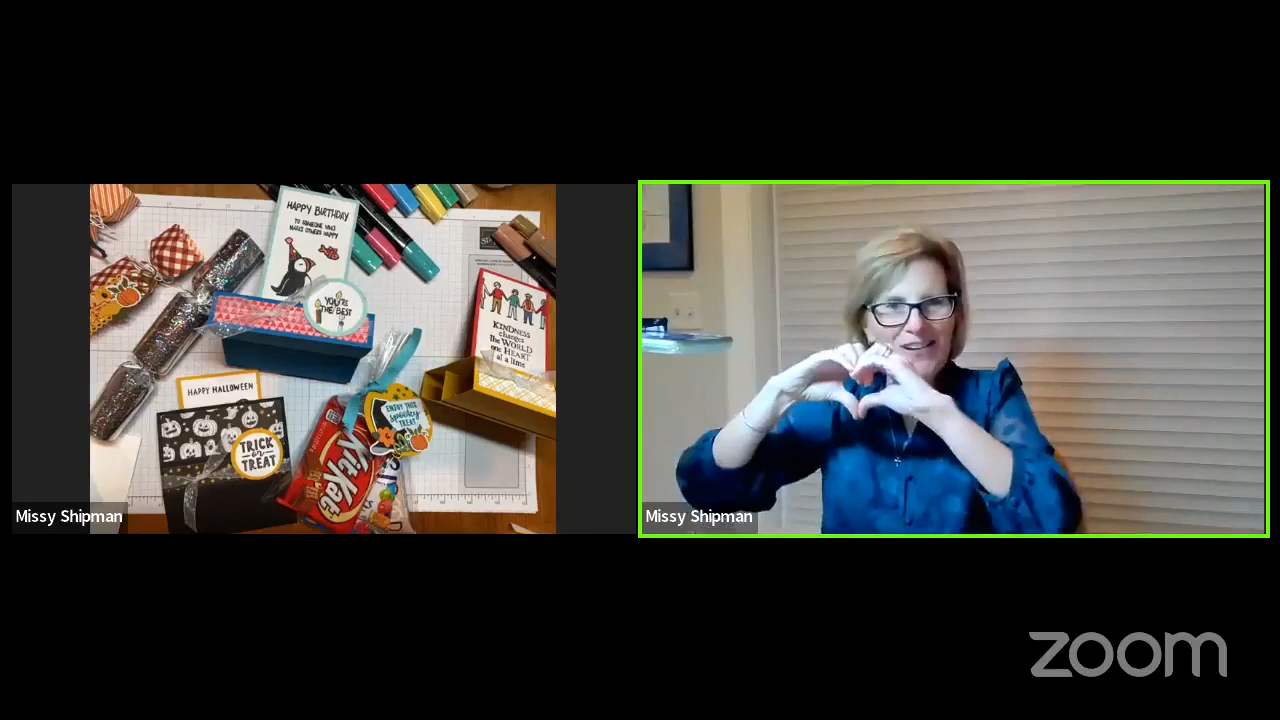 HAPPY BIRTHDAY
TO SOMEONE WHO
MAKES OTHERS HAPPY
YOU'RE
THE BEST
KINDNESS
changes
the WORLD
one HEART
at a time
HAPPY HALLOWEEN
TRICK
or
TREAT
ENJOY THIS
spooky
TREAT
KitKat
Missy Shipman
Missy Shipman
zoom